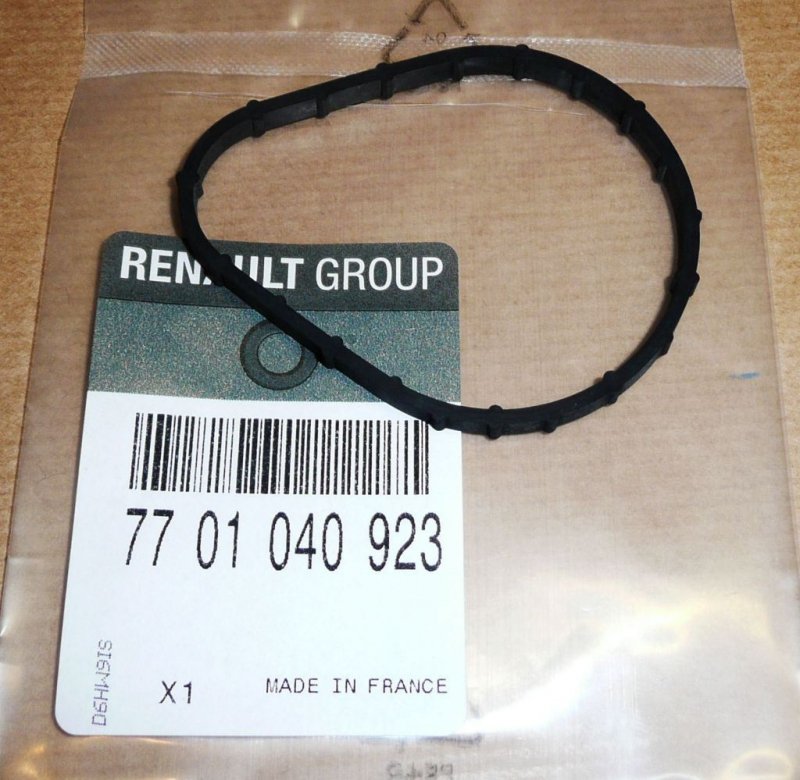 RENAULT GROUP
77 01 040 923
X1
MADE IN FRANCE